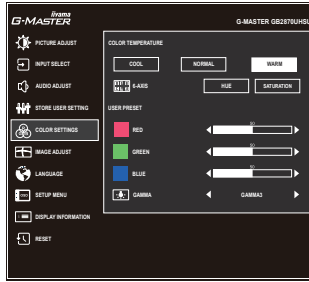 iiyama
G-MASTER
G-MASTER GB2870UHSU
PICTURE ADJUST
INPUT SELECT
AUDIO ADJUST
STORE USER SETTING
COLOR SETTINGS
IMAGE ADJUST
LANGUAGE
SETUP MENU
DISPLAY INFORMATION
RESET
COLOR TEMPERATURE
COOL NORMAL WARM
6-AXIS HUE SATURATION
USER PRESET
RED 50
GREEN 50
BLUE 50
GAMMA GAMMA3